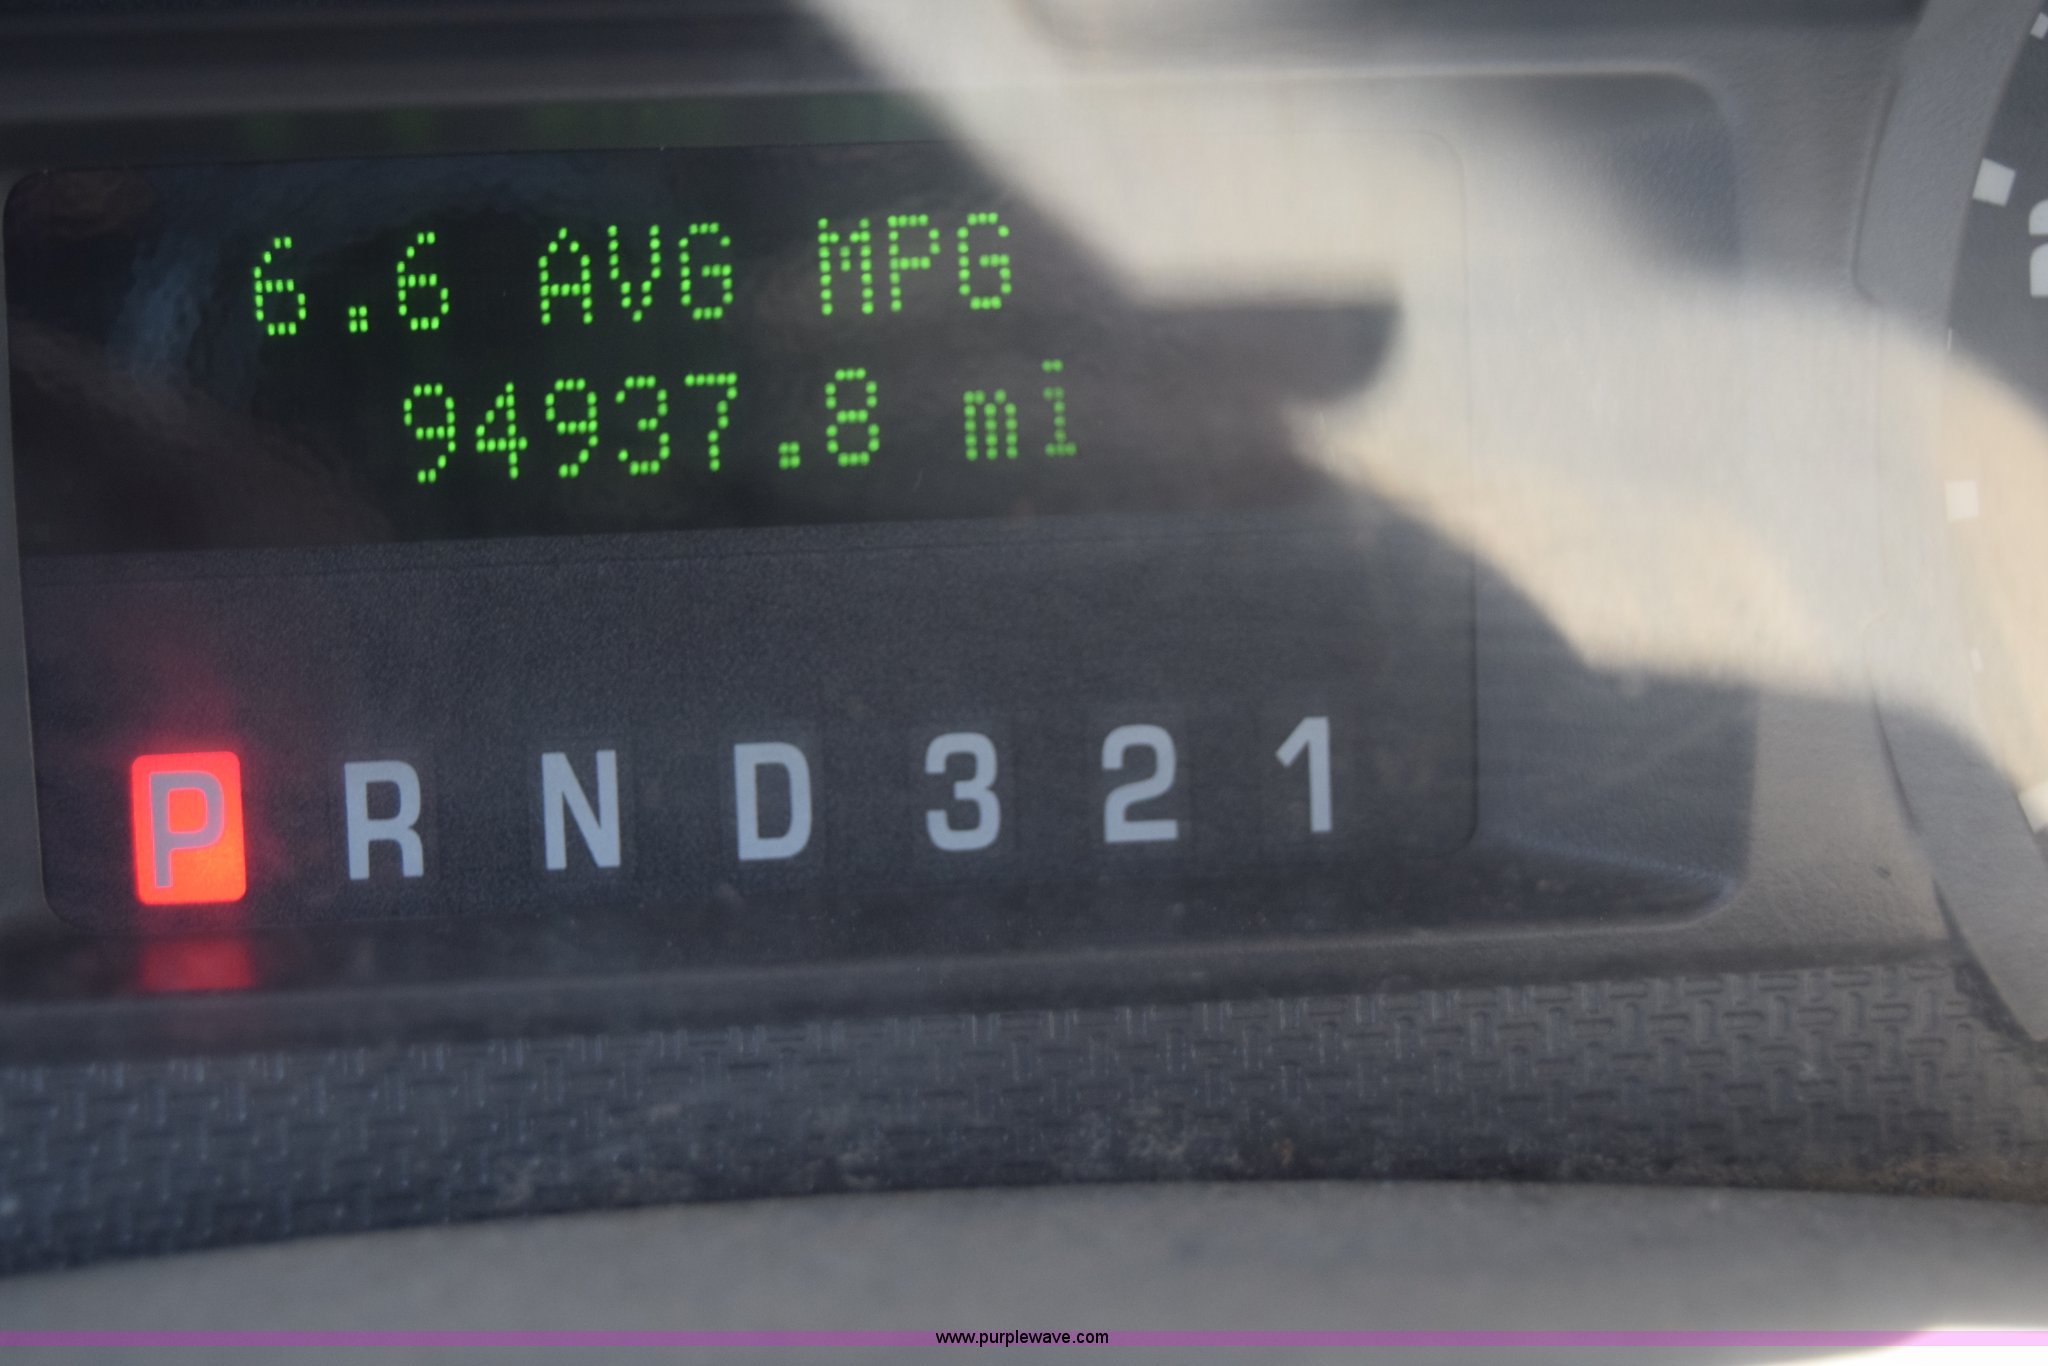 6.6 AVG MPG
94937.8 mi
P R N D 3 2 1
www.purplewave.com